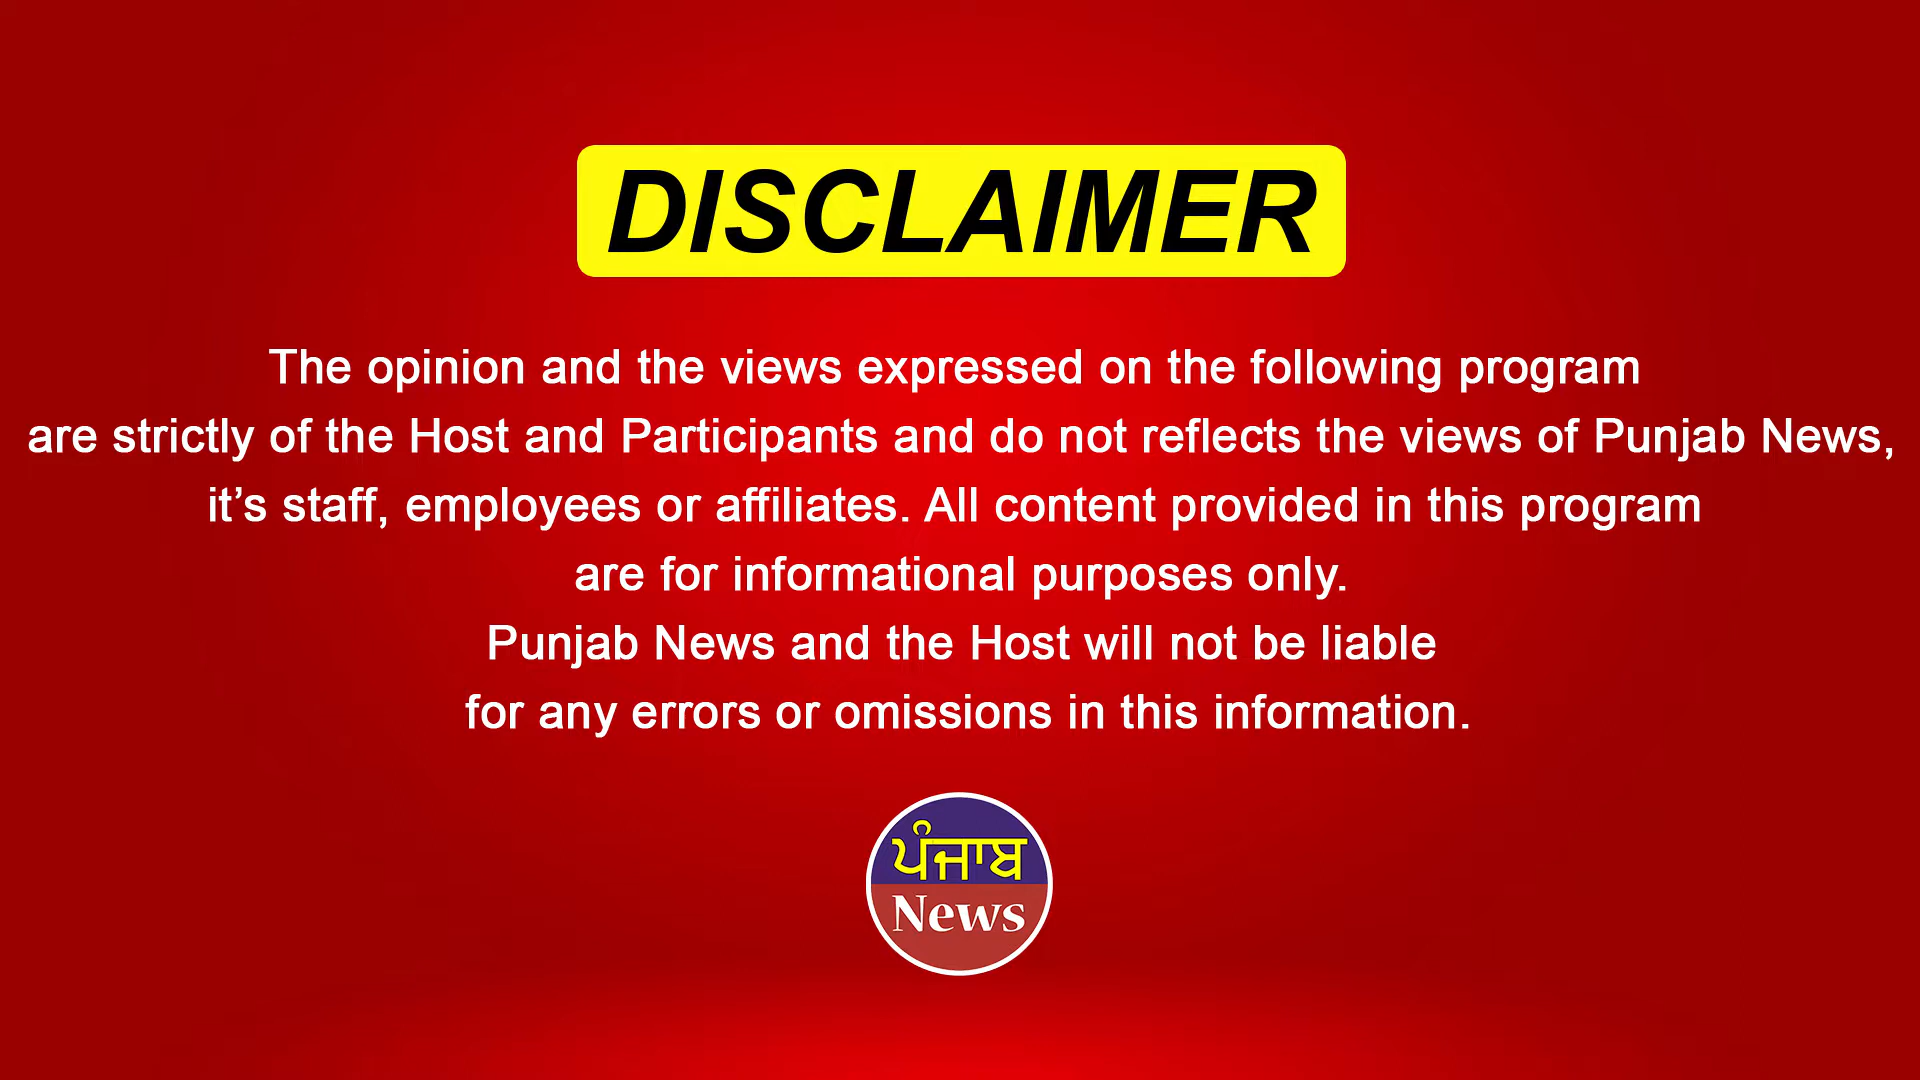 DISCLAIMER
The opinion and the views expressed on the following program
are strictly of the Host and Participants and do not reflects the views of Punjab News,
it’s staff, employees or affiliates. All content provided in this program
are for informational purposes only.
Punjab News and the Host will not be liable
for any errors or omissions in this information.
ਪੰਜਾਬ
News